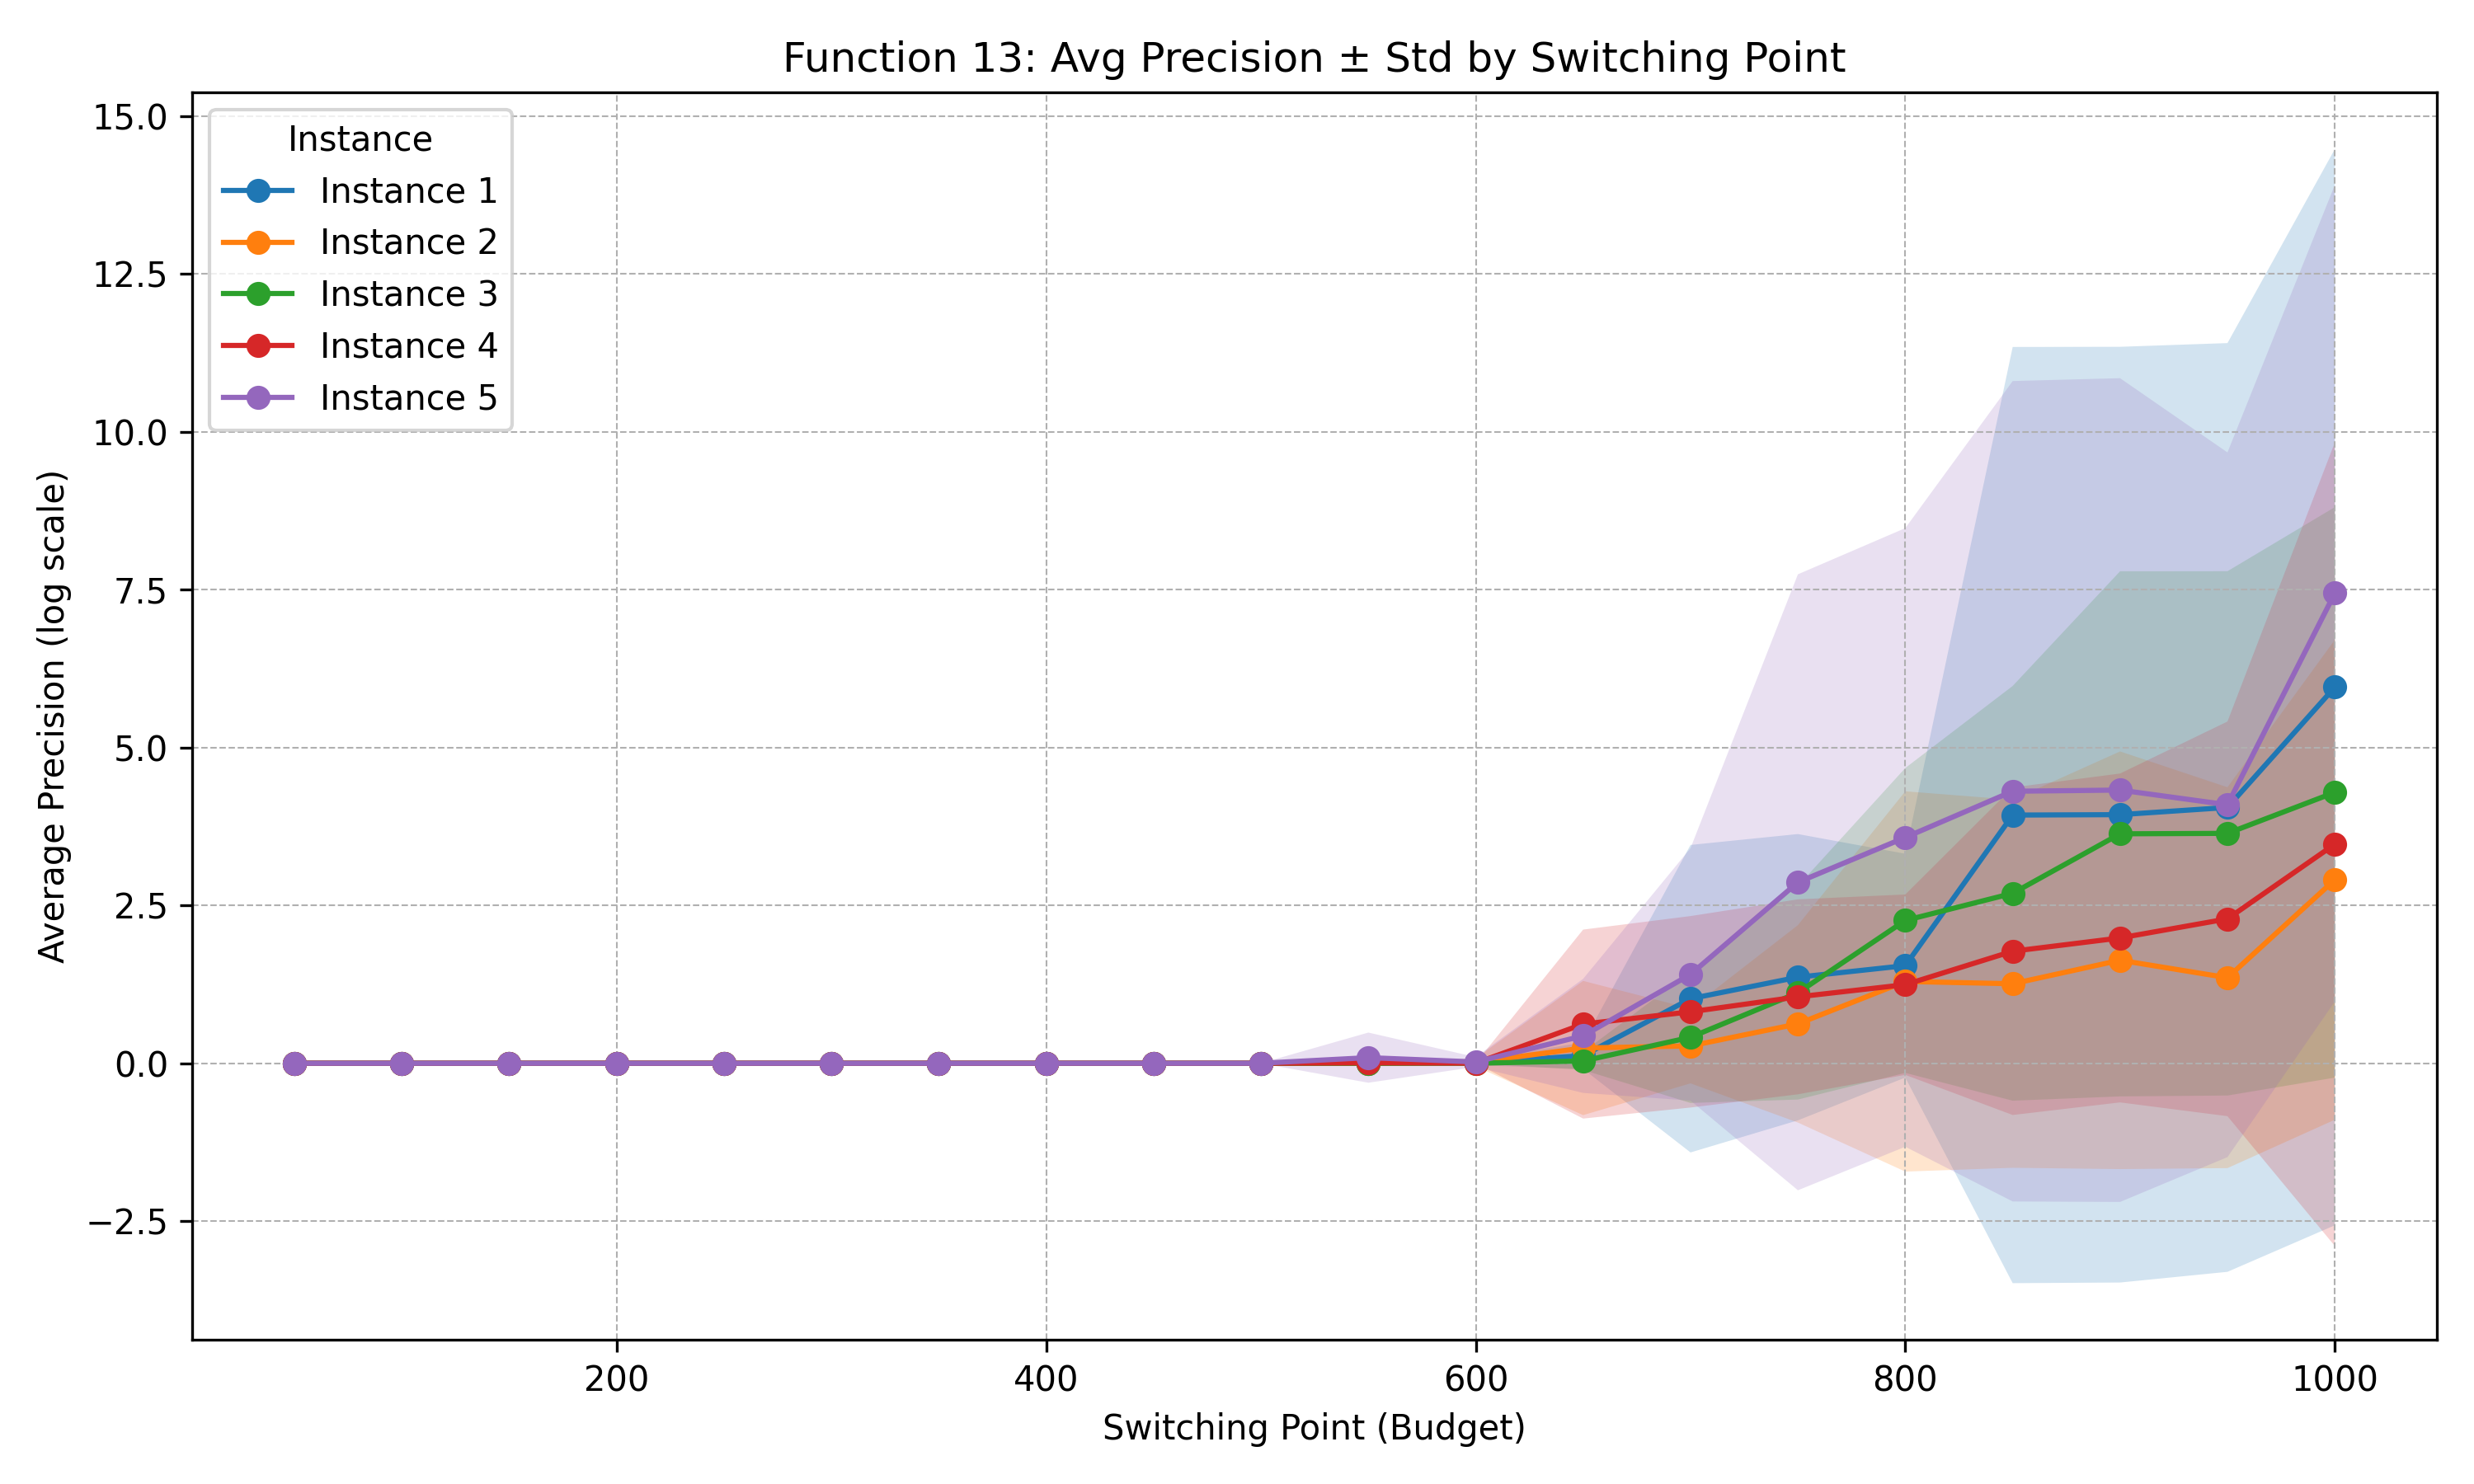 Function 13: Avg Precision ± Std by Switching Point
Average Precision (log scale)
15.0
12.5
10.0
7.5
5.0
2.5
0.0
−2.5
Instance
Instance 1
Instance 2
Instance 3
Instance 4
Instance 5
200
400
600
800
1000
Switching Point (Budget)